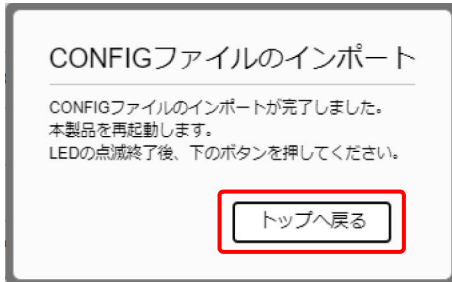 CONFIGファイルのインポート
CONFIGファイルのインポートが完了しました。
本製品を再起動します。
LEDの点滅終了後、下のボタンを押してください。
トップへ戻る